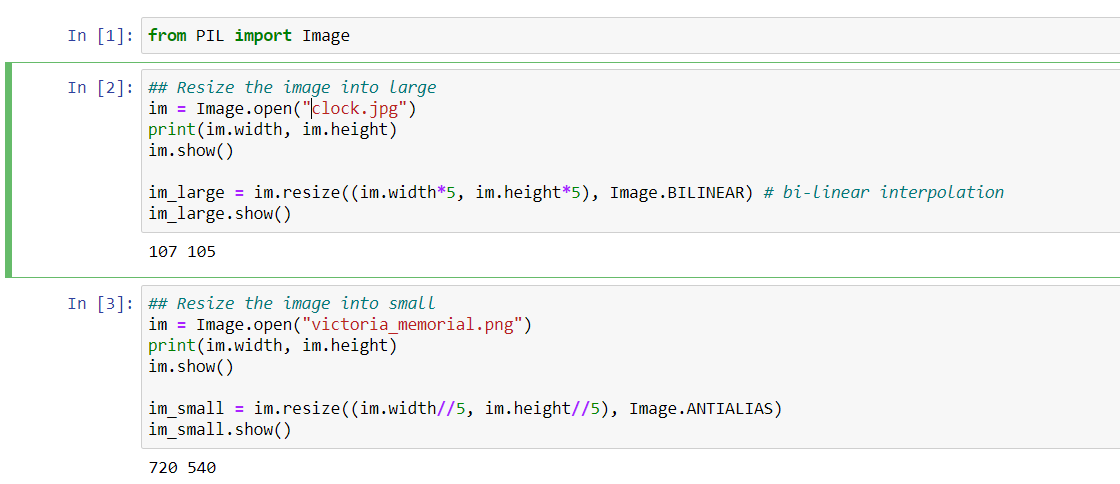 In [1]: from PIL import Image
In [2]: ## Resize the image into large
im = Image.open("clock.jpg")
print(im.width, im.height)
im.show()
im_large = im.resize((im.width*5, im.height*5), Image.BILINEAR) # bi-linear interpolation
im_large.show()
107 105
In [3]: ## Resize the image into small
im = Image.open("victoria_memorial.png")
print(im.width, im.height)
im.show()
im_small = im.resize((im.width//5, im.height//5), Image.ANTIALIAS)
im_small.show()
720 540